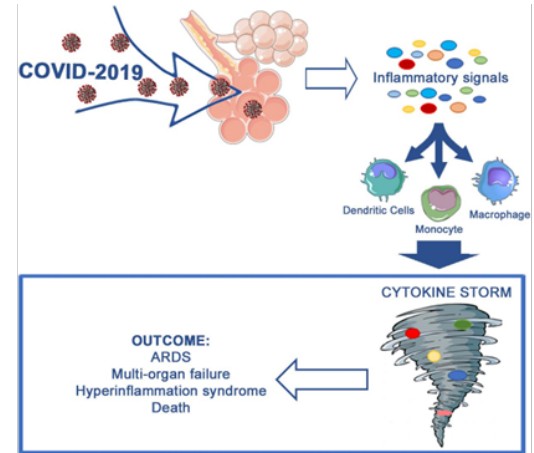 COVID-2019
Inflammatory signals
Dendritic Cells
Monocyte
Macrophage
CYTOKINE STORM
OUTCOME:
ARDS
Multi-organ failure
Hyperinflammation syndrome
Death